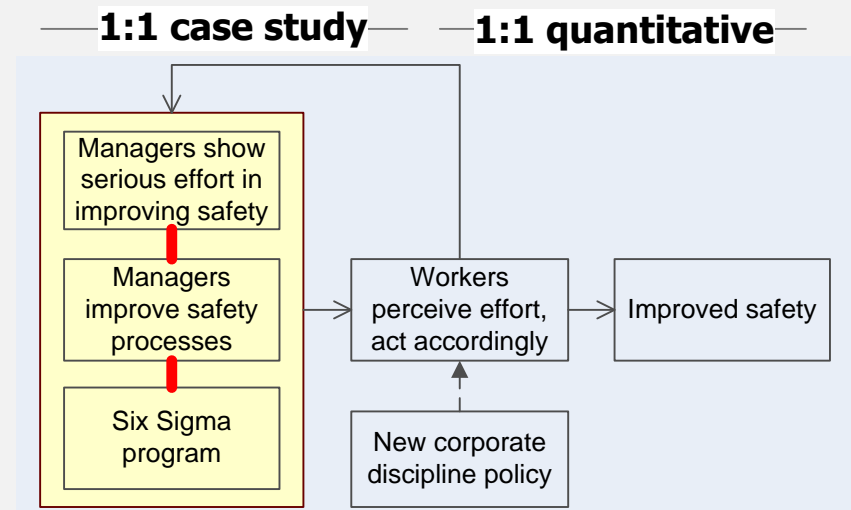 1:1 case study
1:1 quantitative
Managers show
serious effort in
improving safety
Managers
improve safety
processes
Six Sigma
program
Workers
perceive effort,
act accordingly
New corporate
discipline policy
Improved safety